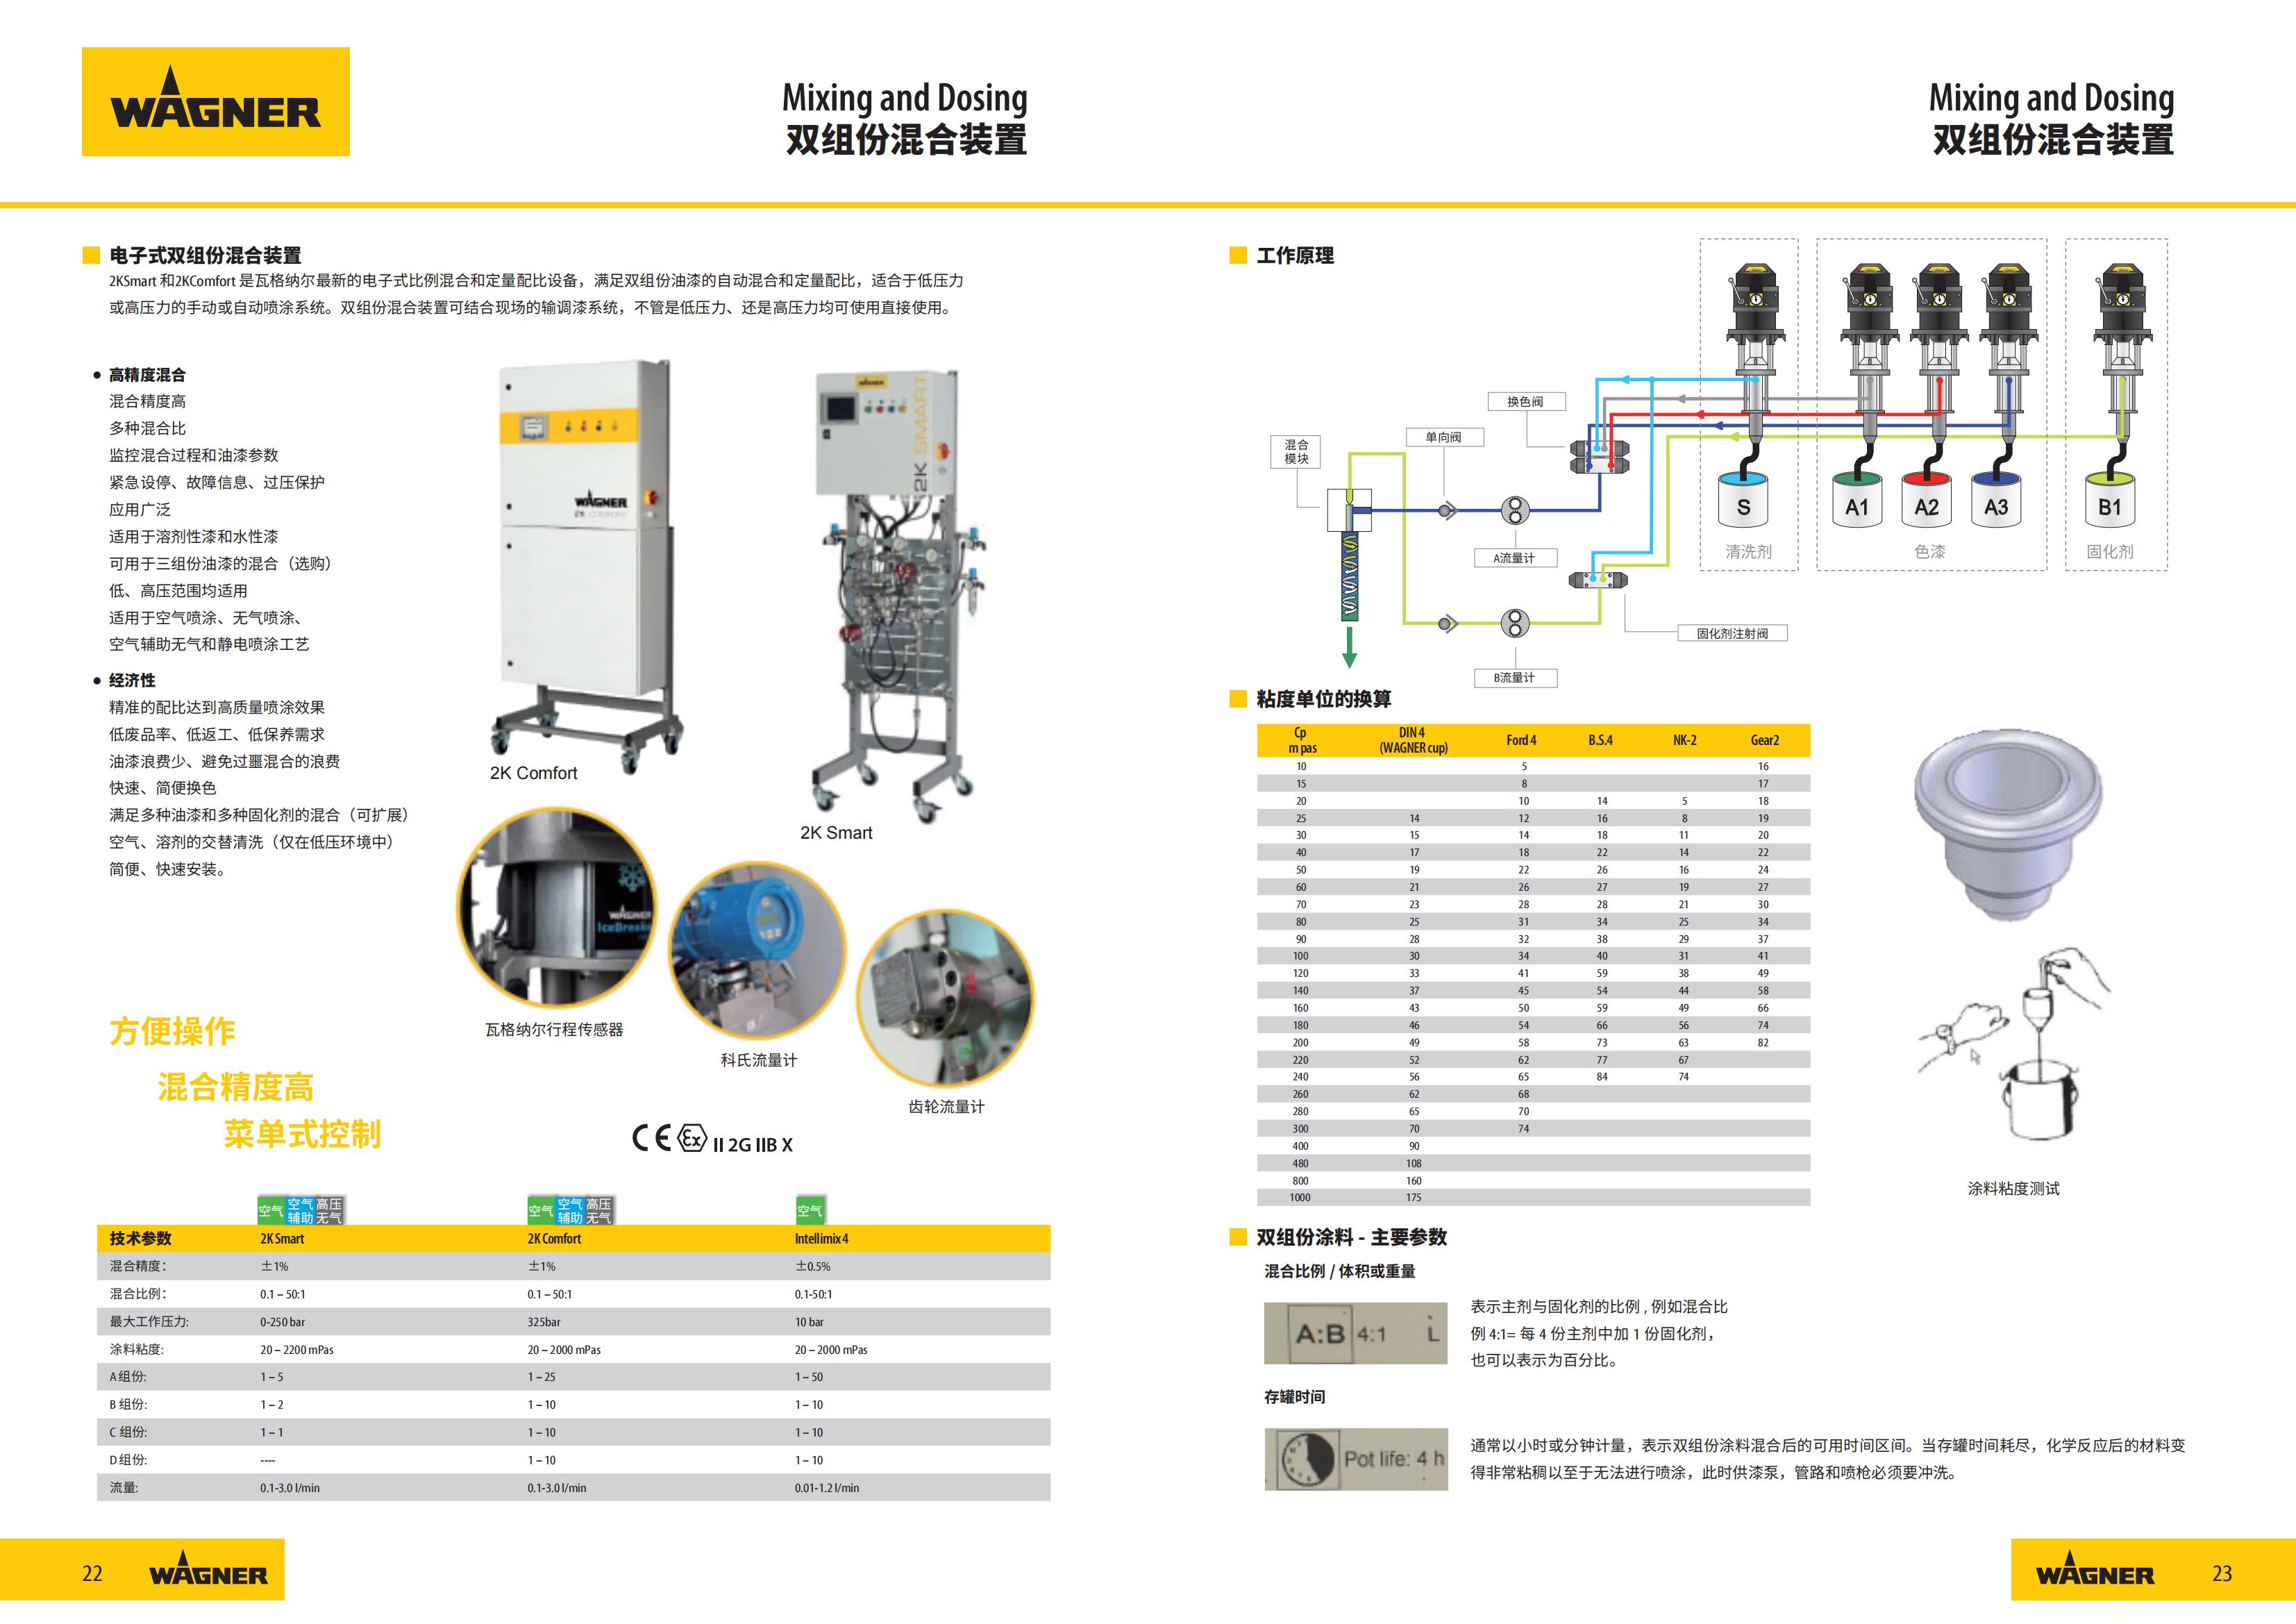 WAGNER
Mixing and Dosing
双组份混合装置
电子式双组份混合装置
2KSmart 和2KComfort 是瓦格纳尔最新的电子式比例混合和定量配比设备，满足双组份油漆的自动混合和定量配比，适合于低压力
或高压力的手动或自动喷涂系统。双组份混合装置可结合现场的输调漆系统，不管是低压力、还是高压力均可使用直接使用。
● 高精度混合
混合精度高
多种混合比
监控混合过程和油漆参数
紧急设停、故障信息、过压保护
应用广泛
适用于溶剂性漆和水性漆
可用于三组份油漆的混合（选购）
低、高压范围均适用
适用于空气喷涂、无气喷涂、
空气辅助无气和静电喷涂工艺
● 经济性
精准的配比达到高质量喷涂效果
低废品率、低返工、低保养需求
油漆浪费少、避免过噩混合的浪费
快速、简便换色
满足多种油漆和多种固化剂的混合（可扩展）
空气、溶剂的交替清洗（仅在低压环境中）
简便、快速安装。
WAGNER
2K COMFORT
2K Comfort
WAGNER
2K SMART
2K Smart
WAGNER
IceBreaker
瓦格纳尔行程传感器
科氏流量计
齿轮流量计
方便操作
混合精度高
菜单式控制
CE Ex II 2G IIB X
空气 空气辅助 高压无气 空气 空气辅助 高压无气 空气
技术参数 2K Smart 2K Comfort Intellimix 4
混合精度： ±1% ±1% ±0.5%
混合比例： 0.1 – 50:1 0.1 – 50:1 0.1-50:1
最大工作压力: 0-250 bar 325bar 10 bar
涂料粘度: 20 – 2200 mPas 20 – 2000 mPas 20 – 2000 mPas
A 组份: 1 – 5 1 – 25 1 – 50
B 组份: 1 – 2 1 – 10 1 – 10
C 组份: 1 – 1 1 – 10 1 – 10
D 组份: ---- 1 – 10 1 – 10
流量: 0.1-3.0 l/min 0.1-3.0 l/min 0.01-1.2 l/min
22 WAGNER
Mixing and Dosing
双组份混合装置
工作原理
换色阀
单向阀
混合
模块
A流量计
S A1 A2 A3 B1
清洗剂 色漆 固化剂
固化剂注射阀
B流量计
粘度单位的换算
Cp m pas DIN 4 (WAGNER cup) Ford 4 B.S.4 NK-2 Gear2
10 5 16
15 8 17
20 10 14 5 18
25 14 12 16 8 19
30 15 14 18 11 20
40 17 18 22 14 22
50 19 22 26 16 24
60 21 26 27 19 27
70 23 28 28 21 30
80 25 31 34 25 34
90 28 32 38 29 37
100 30 34 40 31 41
120 33 41 59 38 49
140 37 45 54 44 58
160 43 50 59 49 66
180 46 54 66 56 74
200 49 58 73 63 82
220 52 62 77 67
240 56 65 84 74
260 62 68
280 65 70
300 70 74
400 90
480 108
800 160
1000 175
涂料粘度测试
双组份涂料 - 主要参数
混合比例 / 体积或重量
A:B 4:1 L
表示主剂与固化剂的比例 , 例如混合比
例 4:1= 每 4 份主剂中加 1 份固化剂，
也可以表示为百分比。
存罐时间
Pot life: 4 h
通常以小时或分钟计量，表示双组份涂料混合后的可用时间区间。当存罐时间耗尽，化学反应后的材料变
得非常粘稠以至于无法进行喷涂，此时供漆泵，管路和喷枪必须要冲洗。
WAGNER 23